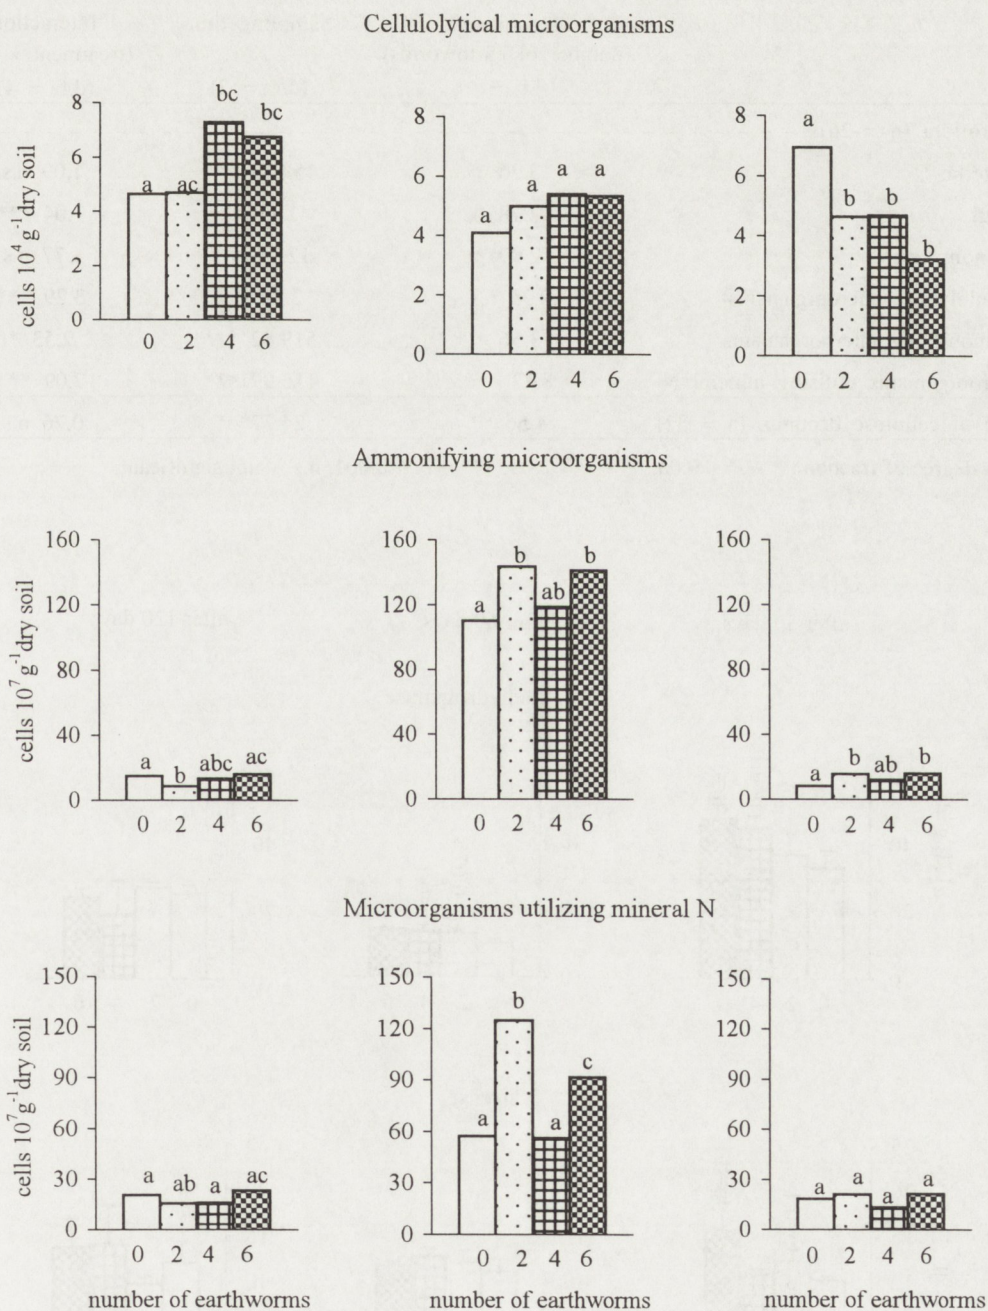 Cellulolytical microorganisms
cells 10⁴ g⁻¹ dry soil
8
6
4
2
0
a
ac
bc
bc
0 2 4 6
8
6
4
2
0
a
a
a
a
0 2 4 6
8
6
4
2
0
a
b
b
b
0 2 4 6
Ammonifying microorganisms
cells 10⁷ g⁻¹ dry soil
160
120
80
40
0
a
b
abc
ac
0 2 4 6
160
120
80
40
0
a
b
ab
b
0 2 4 6
160
120
80
40
0
a
b
ab
b
0 2 4 6
Microorganisms utilizing mineral N
cells 10⁷g⁻¹dry soil
150
120
90
60
30
0
a
ab
a
ac
0 2 4 6
number of earthworms
150
120
90
60
30
0
a
b
a
c
0 2 4 6
number of earthworms
150
120
90
60
30
0
a
a
a
a
0 2 4 6
number of earthworms